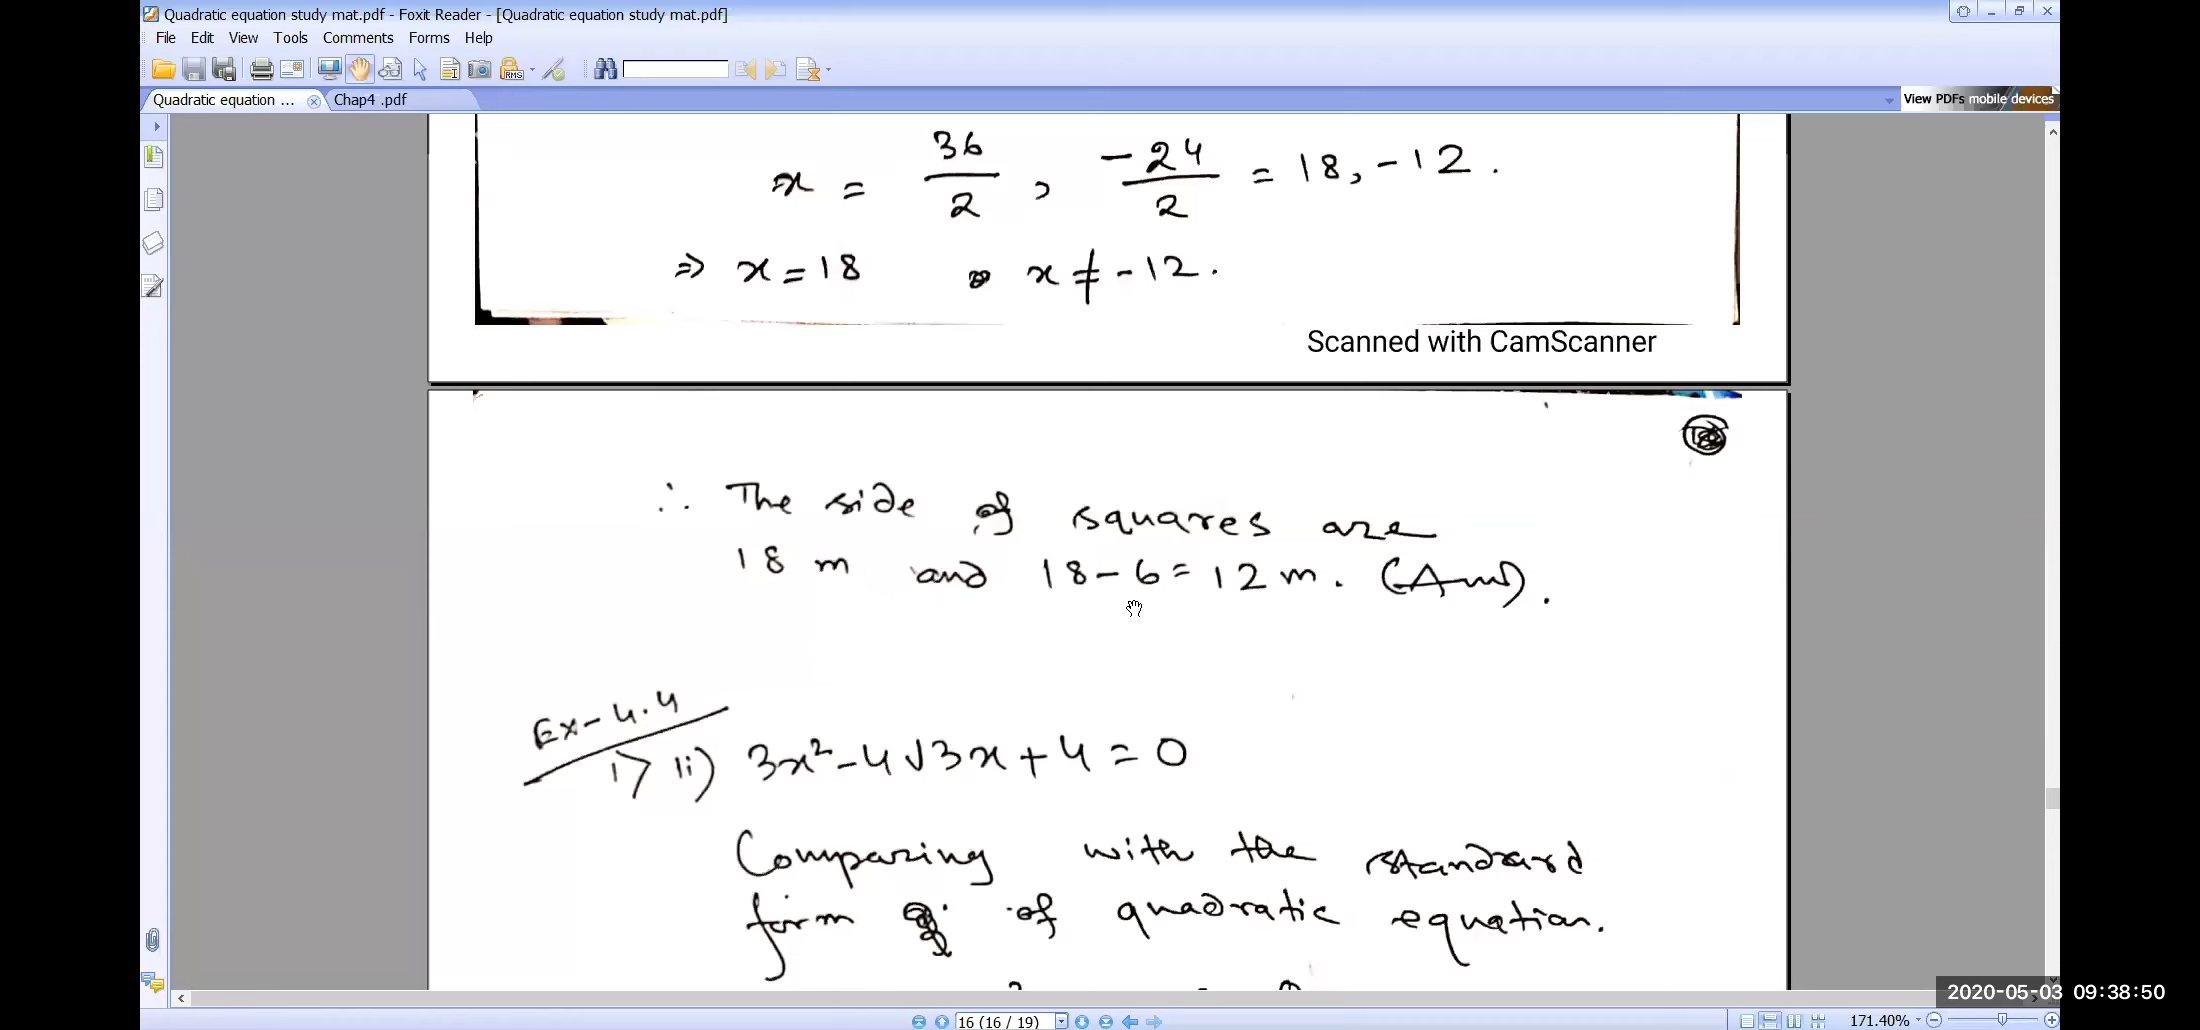 Quadratic equation study mat.pdf - Foxit Reader - [Quadratic equation study mat.pdf]
File Edit View Tools Comments Forms Help
RMS
Quadratic equation ... Chap4 .pdf
View PDFs mobile devices
x = 36/2 , -24/2 = 18, -12 .
⇒ x = 18 x ≠ -12 .
Scanned with CamScanner
∴ The side of squares are
18 m and 18 - 6 = 12 m . (Ans) .
Ex - 4.4
1) ii) 3x² - 4√3x + 4 = 0
Comparing with the standard
form of quadratic equation.
2020-05-03 09:38:50
16 (16 / 19)
171.40%